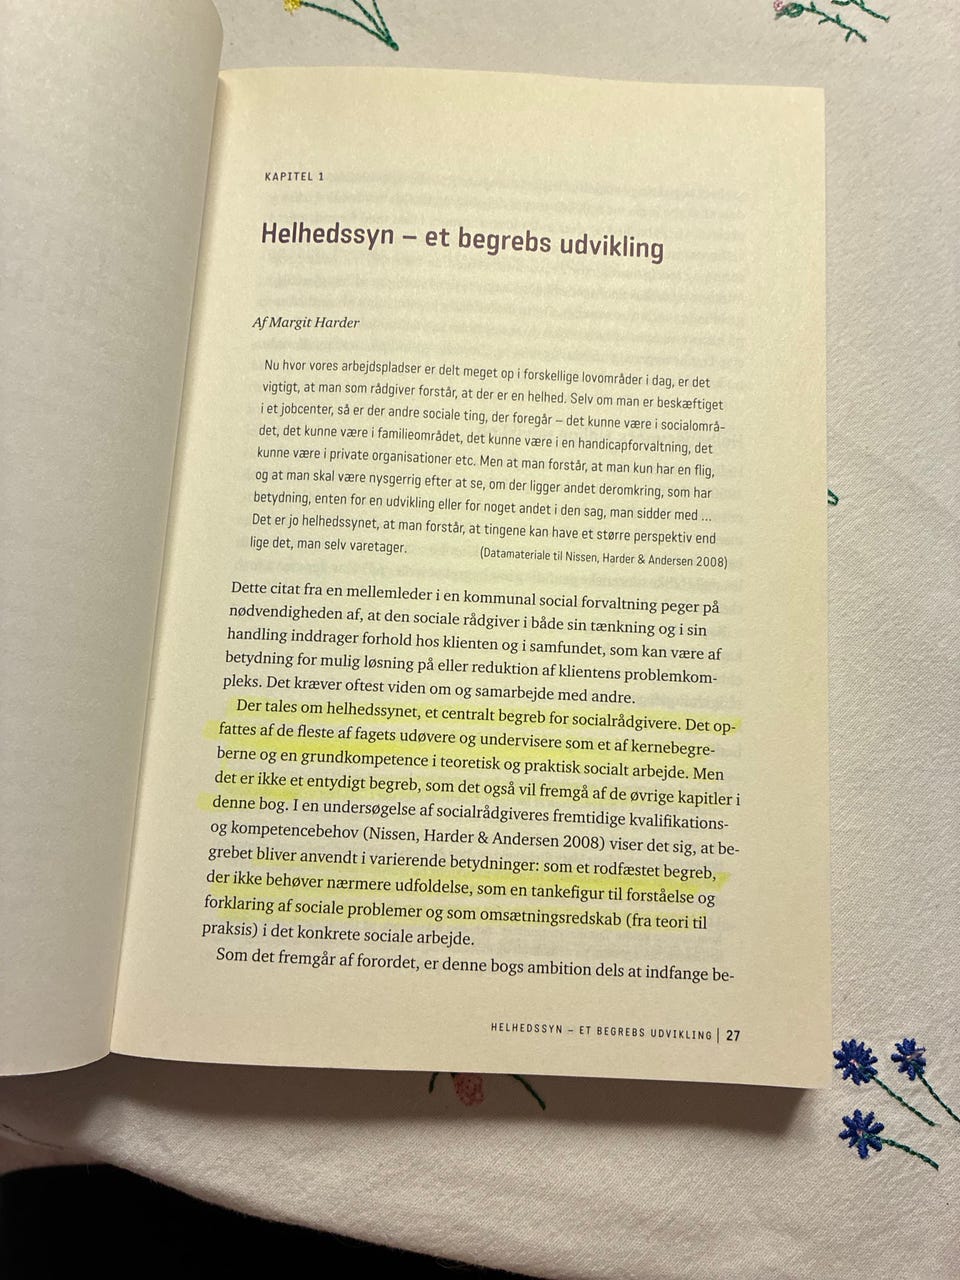 KAPITEL 1
Helhedssyn – et begrebs udvikling
Af Margit Harder
Nu hvor vores arbejdspladser er delt meget op i forskellige lovområder i dag, er det
vigtigt, at man som rådgiver forstår, at der er en helhed. Selv om man er beskæftiget
i et jobcenter, så er der andre sociale ting, der foregår – det kunne være i socialområ-
det, det kunne være i familieområdet, det kunne være i en handicapforvaltning, det
kunne være i private organisationer etc. Men at man forstår, at man kun har en flig,
og at man skal være nysgerrig efter at se, om der ligger andet deromkring, som har
betydning, enten for en udvikling eller for noget andet i den sag, man sidder med ...
Det er jo helhedssynet, at man forstår, at tingene kan have et større perspektiv end
lige det, man selv varetager. (Datamateriale til Nissen, Harder & Andersen 2008)
Dette citat fra en mellemleder i en kommunal social forvaltning peger på
nødvendigheden af, at den sociale rådgiver i både sin tænkning og i sin
handling inddrager forhold hos klienten og i samfundet, som kan være af
betydning for mulig løsning på eller reduktion af klientens problemkom-
pleks. Det kræver oftest viden om og samarbejde med andre.
Der tales om helhedssynet, et centralt begreb for socialrådgivere. Det op-
fattes af de fleste af fagets udøvere og undervisere som et af kernebegre-
berne og en grundkompetence i teoretisk og praktisk socialt arbejde. Men
det er ikke et entydigt begreb, som det også vil fremgå af de øvrige kapitler i
denne bog. I en undersøgelse af socialrådgiveres fremtidige kvalifikations-
og kompetencebehov (Nissen, Harder & Andersen 2008) viser det sig, at be-
grebet bliver anvendt i varierende betydninger: som et rodfæstet begreb,
der ikke behøver nærmere udfoldelse, som en tankefigur til forståelse og
forklaring af sociale problemer og som omsætningsredskab (fra teori til
praksis) i det konkrete sociale arbejde.
Som det fremgår af forordet, er denne bogs ambition dels at indfange be-
HELHEDSSYN – ET BEGREBS UDVIKLING | 27